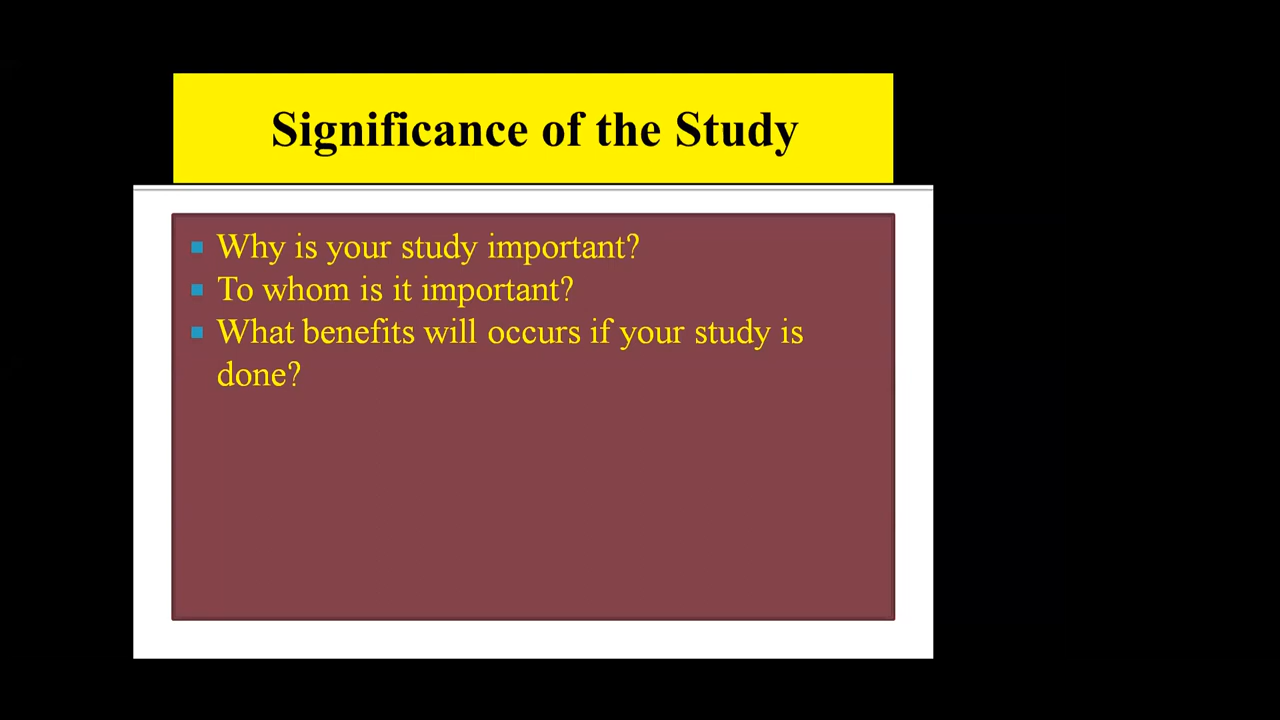 Significance of the Study
Why is your study important?
To whom is it important?
What benefits will occurs if your study is
done?